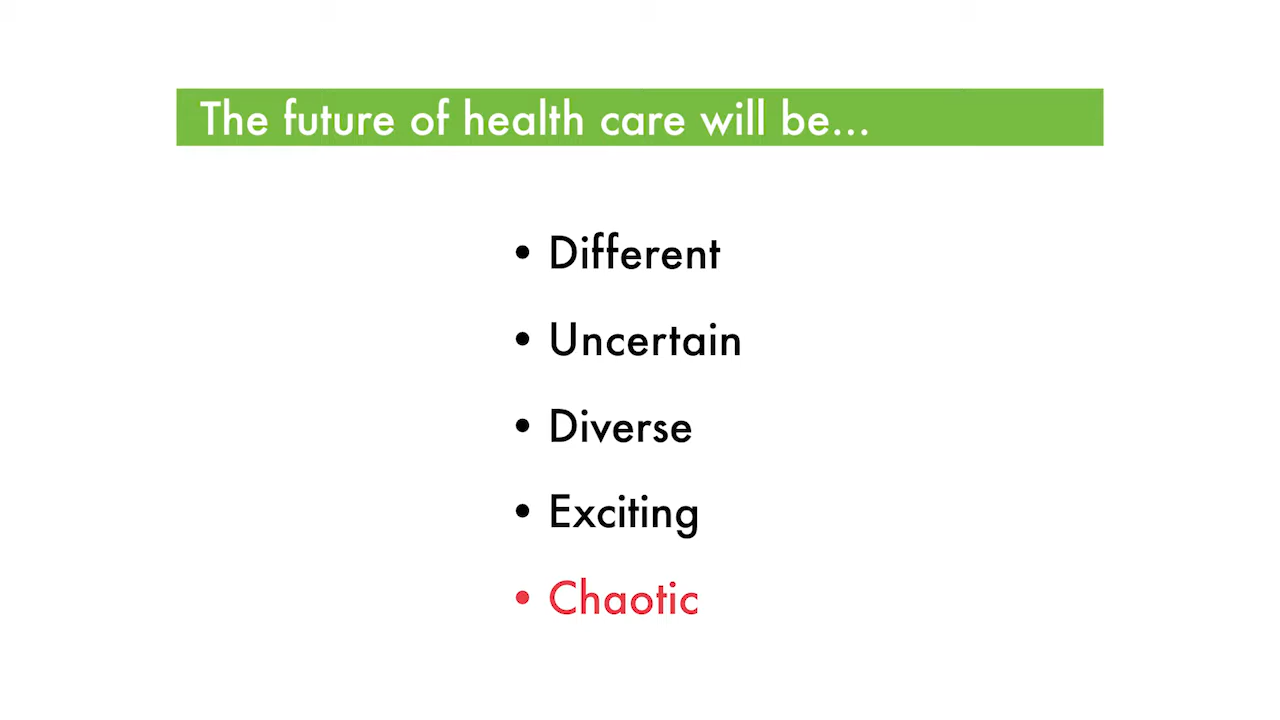 The future of health care will be...
• Different
• Uncertain
• Diverse
• Exciting
• Chaotic